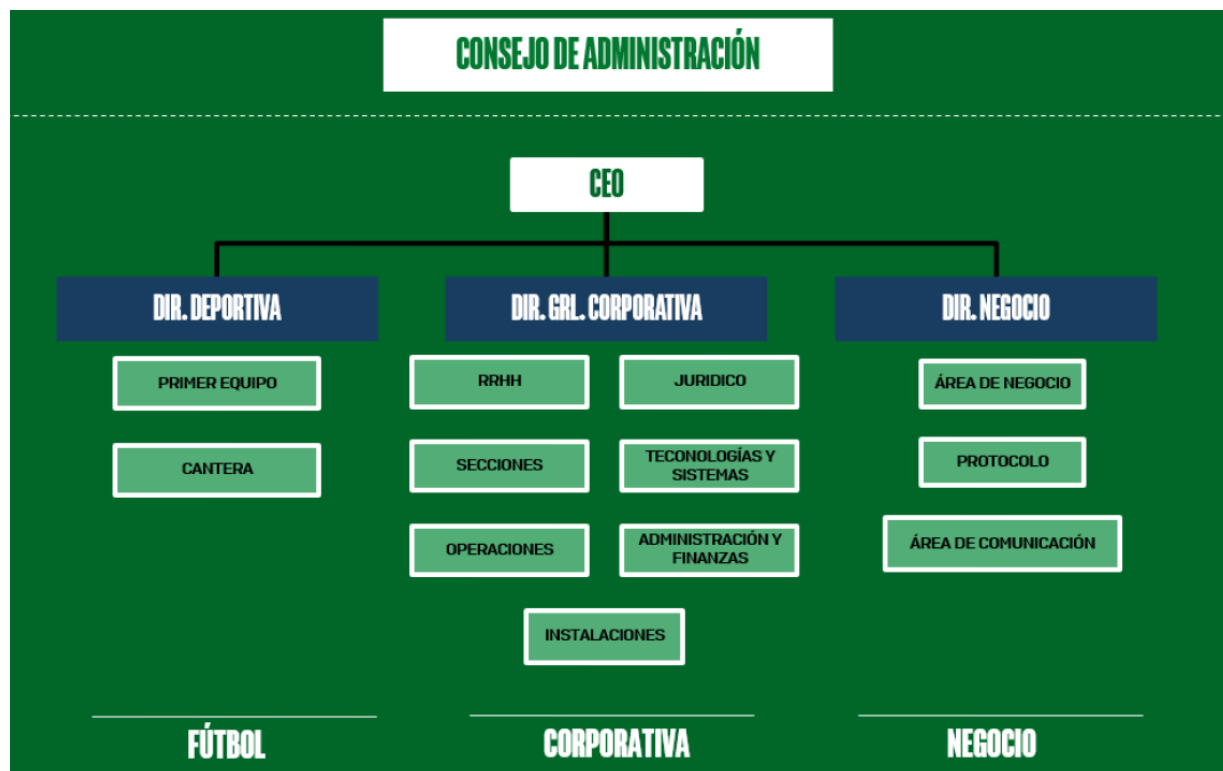 CONSEJO DE ADMINISTRACIÓN
CEO
DIR. DEPORTIVA
PRIMER EQUIPO
CANTERA
DIR. GRL. CORPORATIVA
RRHH
JURIDICO
SECCIONES
TECONOLOGÍAS Y
SISTEMAS
OPERACIONES
ADMINISTRACIÓN Y
FINANZAS
INSTALACIONES
DIR. NEGOCIO
ÁREA DE NEGOCIO
PROTOCOLO
ÁREA DE COMUNICACIÓN
FÚTBOL
CORPORATIVA
NEGOCIO